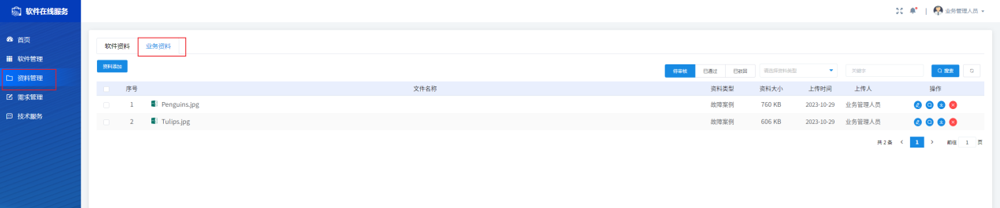 软件在线服务
业务管理人员
首页
软件管理
资料管理
需求管理
技术服务
软件资料 业务资料
资料添加
待审核 已通过 已驳回 请选择资料类型 关键字 搜索
序号 文件名称 资料类型 资料大小 上传时间 上传人 操作
1 Penguins.jpg 故障案例 760 KB 2023-10-29 业务管理人员
2 Tulips.jpg 故障案例 606 KB 2023-10-29 业务管理人员
共 2 条 1 前往 1 页